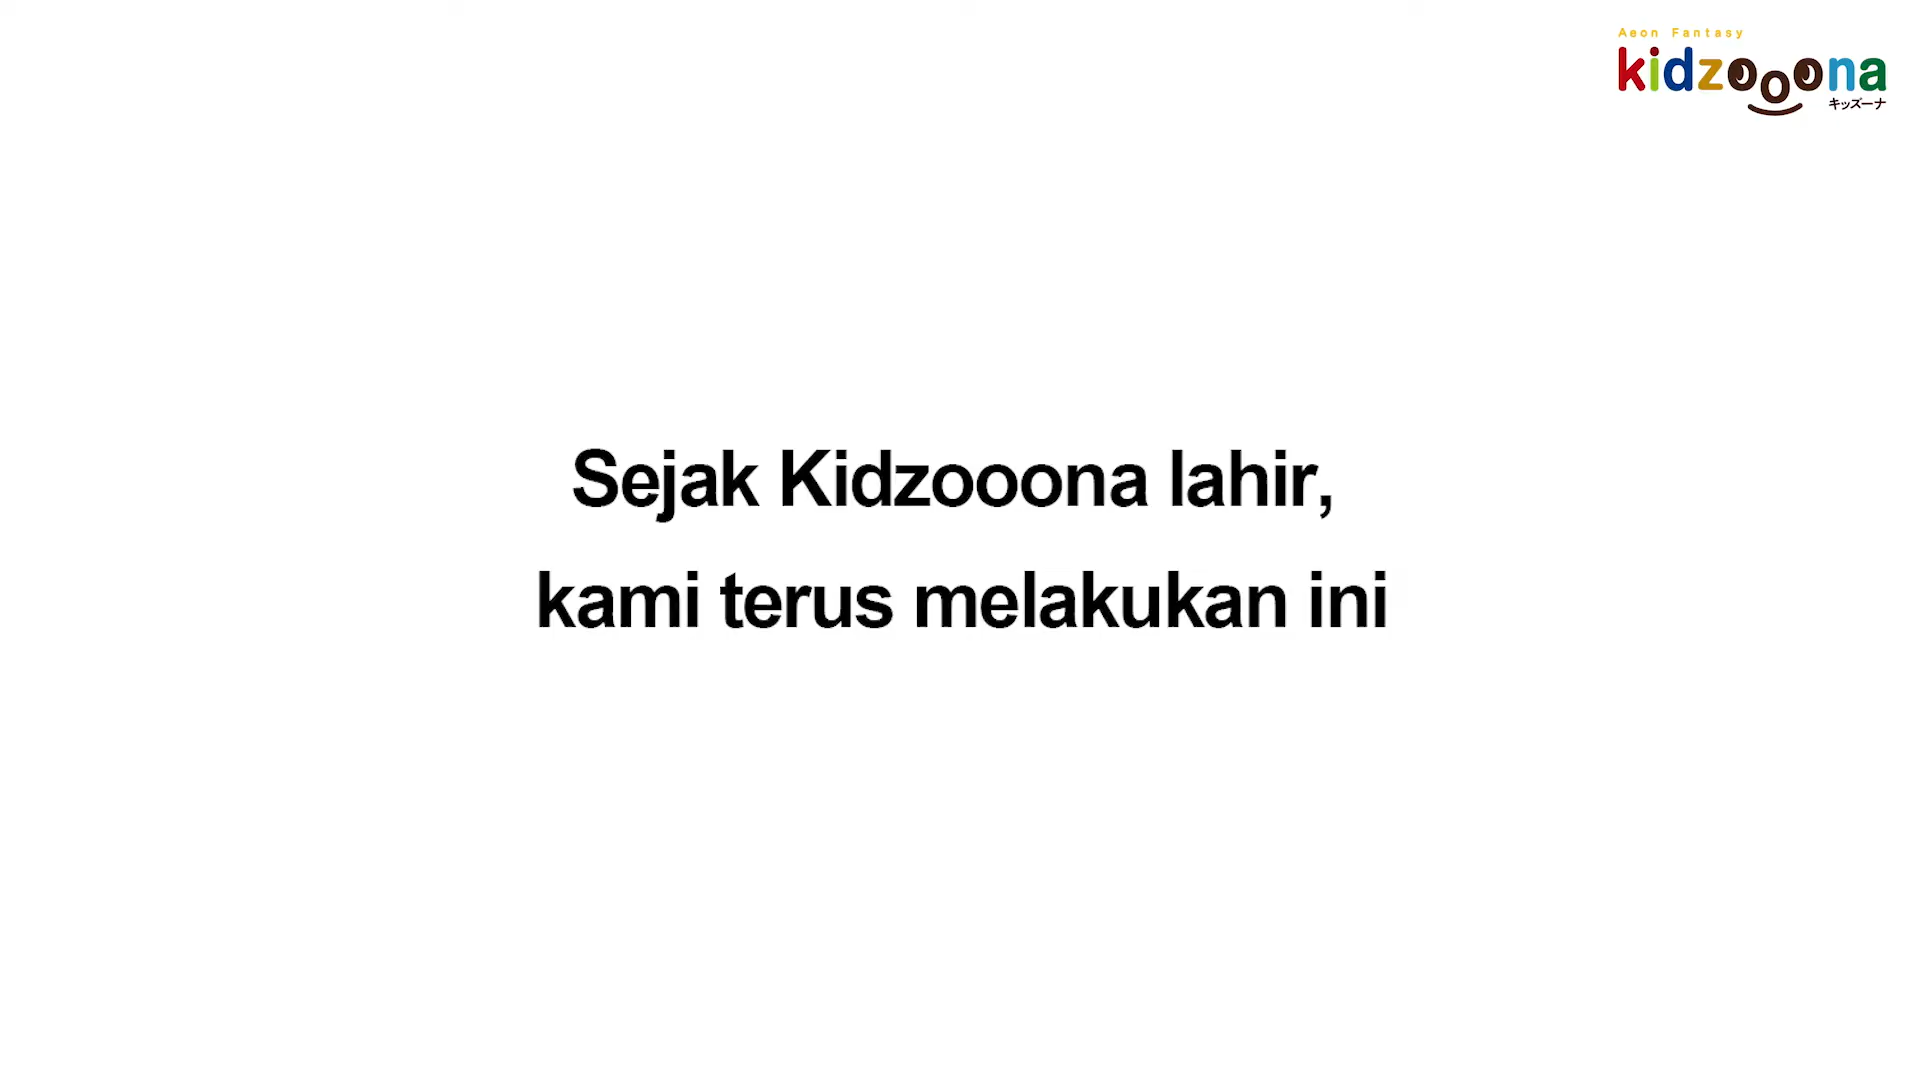 Aeon Fantasy
kidzooona
キッズーナ
Sejak Kidzooona lahir,
kami terus melakukan ini